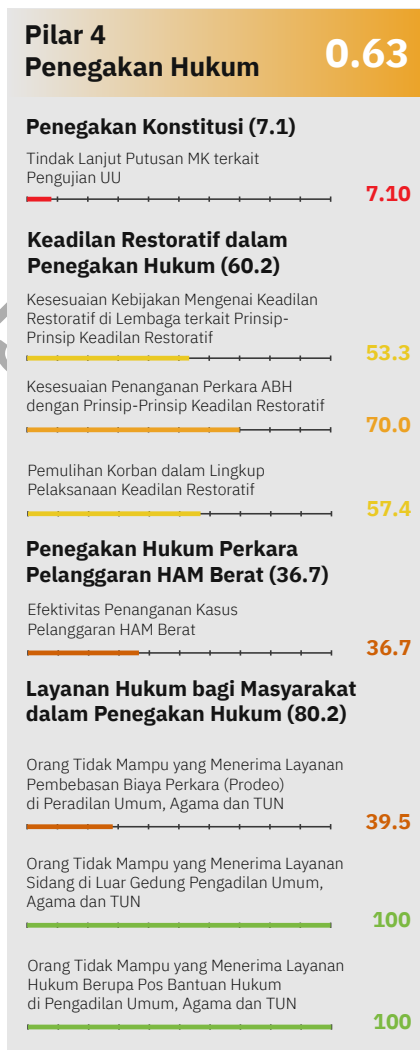 Pilar 4
Penegakan Hukum
0.63
Penegakan Konstitusi (7.1)
Tindak Lanjut Putusan MK terkait
Pengujian UU
7.10
Keadilan Restoratif dalam
Penegakan Hukum (60.2)
Kesesuaian Kebijakan Mengenai Keadilan
Restoratif di Lembaga terkait Prinsip-
Prinsip Keadilan Restoratif
53.3
Kesesuaian Penanganan Perkara ABH
dengan Prinsip-Prinsip Keadilan Restoratif
70.0
Pemulihan Korban dalam Lingkup
Pelaksanaan Keadilan Restoratif
57.4
Penegakan Hukum Perkara
Pelanggaran HAM Berat (36.7)
Efektivitas Penanganan Kasus
Pelanggaran HAM Berat
36.7
Layanan Hukum bagi Masyarakat
dalam Penegakan Hukum (80.2)
Orang Tidak Mampu yang Menerima Layanan
Pembebasan Biaya Perkara (Prodeo)
di Peradilan Umum, Agama dan TUN
39.5
Orang Tidak Mampu yang Menerima Layanan
Sidang di Luar Gedung Pengadilan Umum,
Agama dan TUN
100
Orang Tidak Mampu yang Menerima Layanan
Hukum Berupa Pos Bantuan Hukum
di Pengadilan Umum, Agama dan TUN
100